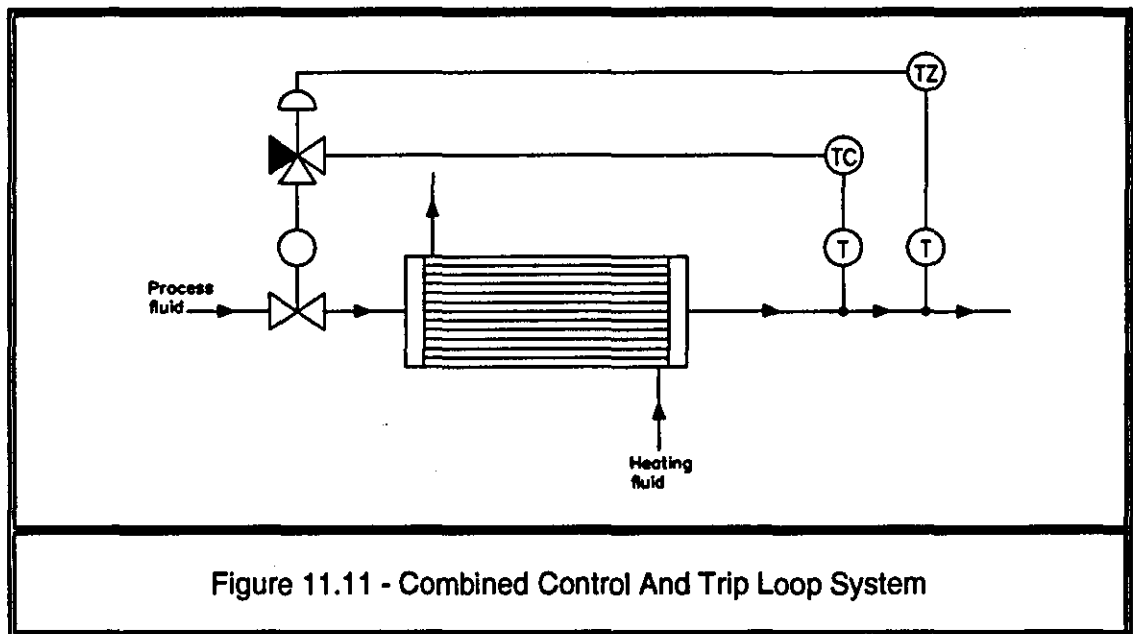 TZ
TC
T
T
Process
fluid
Heating
fluid
Figure 11.11 - Combined Control And Trip Loop System